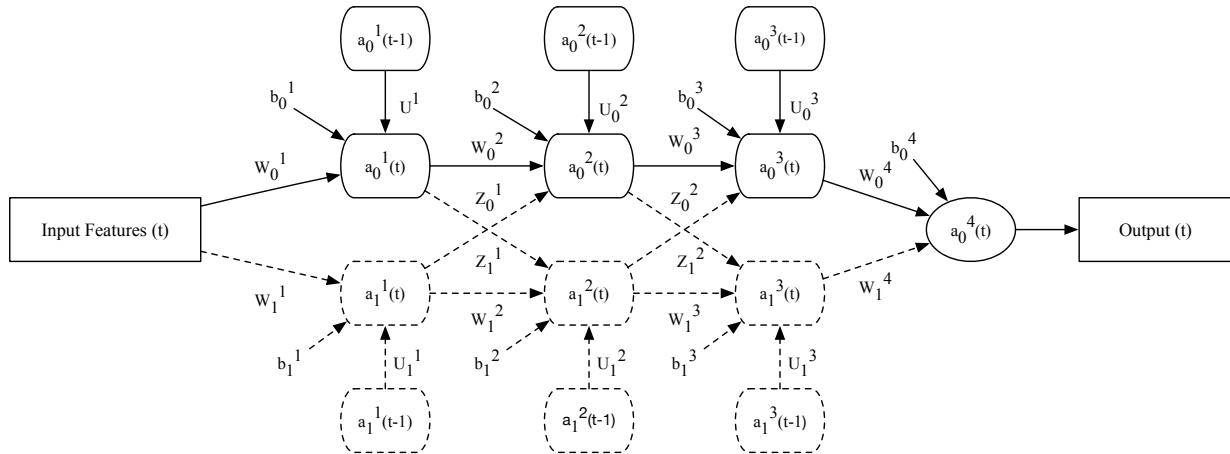 a₀¹(t-1)
a₀²(t-1)
a₀³(t-1)
b₀¹
U¹
b₀²
U₀²
b₀³
U₀³
W₀¹
a₀¹(t)
W₀²
a₀²(t)
W₀³
a₀³(t)
W₀⁴
b₀⁴
Z₀¹
Z₀²
Input Features (t)
a₀⁴(t)
Output (t)
Z₁¹
Z₁²
W₁¹
a₁¹(t)
W₁²
a₁²(t)
W₁³
a₁³(t)
W₁⁴
b₁¹
U₁¹
b₁²
U₁²
b₁³
U₁³
a₁¹(t-1)
a₁²(t-1)
a₁³(t-1)